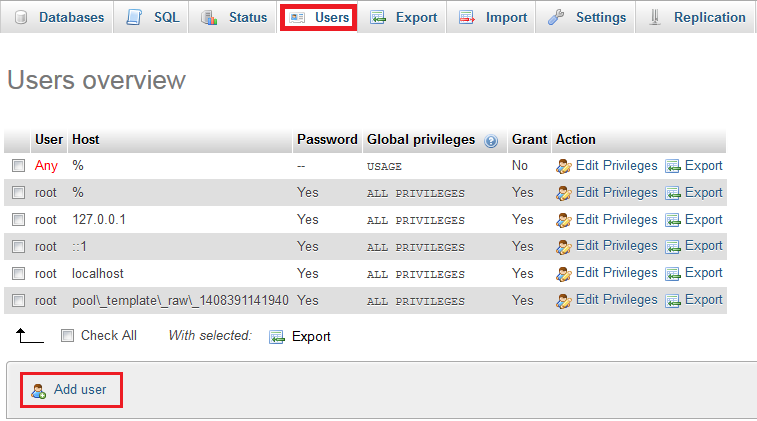 Databases SQL Status Users Export Import Settings Replication
Users overview
User Host Password Global privileges Grant Action
Any % -- USAGE No Edit Privileges Export
root % Yes ALL PRIVILEGES Yes Edit Privileges Export
root 127.0.0.1 Yes ALL PRIVILEGES Yes Edit Privileges Export
root ::1 Yes ALL PRIVILEGES Yes Edit Privileges Export
root localhost Yes ALL PRIVILEGES Yes Edit Privileges Export
root pool\_template\_raw\_1408391141940 Yes ALL PRIVILEGES Yes Edit Privileges Export
Check All With selected: Export
Add user